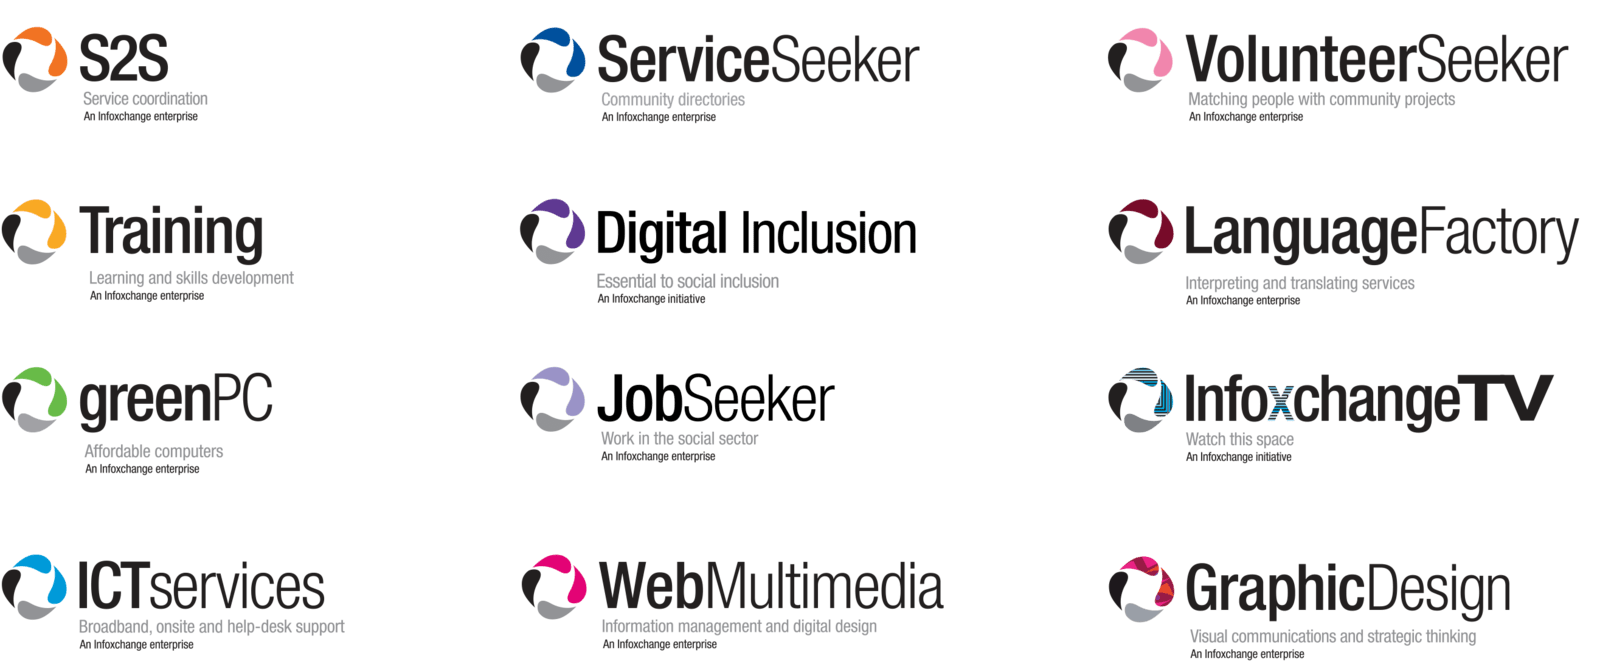 S2S
Service coordination
An Infoxchange enterprise
ServiceSeeker
Community directories
An Infoxchange enterprise
VolunteerSeeker
Matching people with community projects
An Infoxchange enterprise
Training
Learning and skills development
An Infoxchange enterprise
Digital Inclusion
Essential to social inclusion
An Infoxchange initiative
LanguageFactory
Interpreting and translating services
An Infoxchange enterprise
greenPC
Affordable computers
An Infoxchange enterprise
JobSeeker
Work in the social sector
An Infoxchange enterprise
InfoxchangeTV
Watch this space
An Infoxchange initiative
ICTservices
Broadband, onsite and help-desk support
An Infoxchange enterprise
WebMultimedia
Information management and digital design
An Infoxchange enterprise
GraphicDesign
Visual communications and strategic thinking
An Infoxchange enterprise